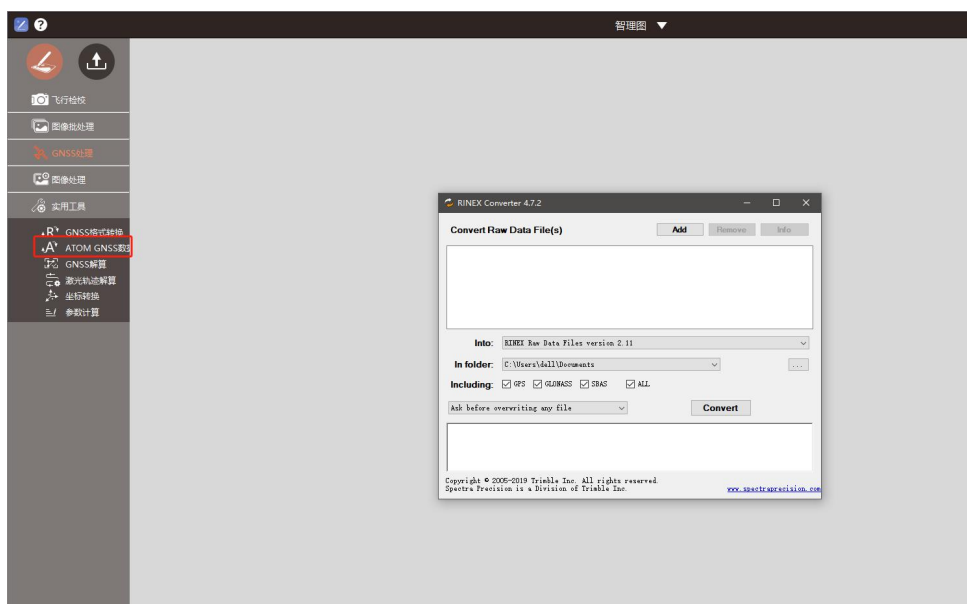 智理图
飞行检校
图像批处理
GNSS处理
图像处理
实用工具
GNSS格式转换
ATOM GNSS数据
GNSS解算
激光轨迹解算
坐标转换
参数计算
RINEX Converter 4.7.2
Convert Raw Data File(s) Add Remove Info
Into: RINEX Raw Data Files version 2.11
In folder: C:\Users\dell\Documents ...
Including: GPS GLONASS SBAS ALL
Ask before overwriting any file Convert
Copyright © 2005-2019 Trimble Inc. All rights reserved.
Spectra Precision is a Division of Trimble Inc. www.spectraprecision.com